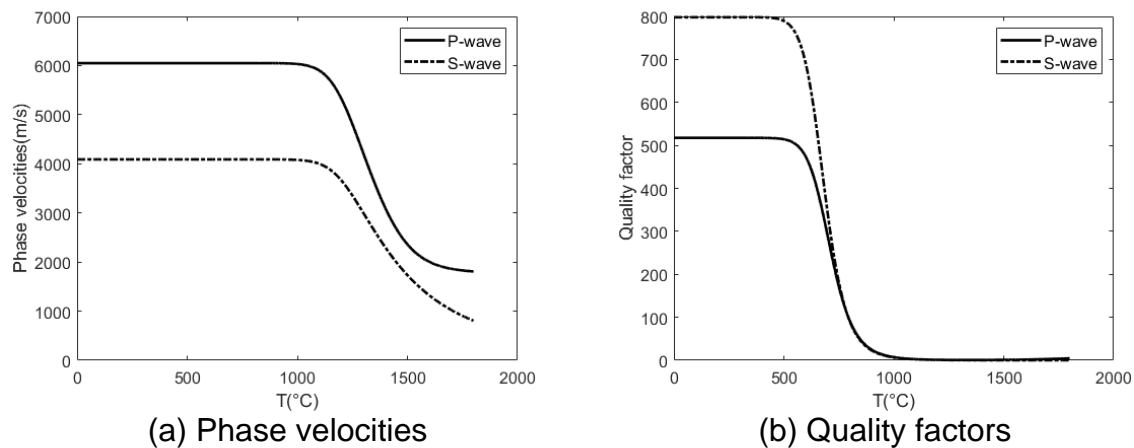 7000
6000
5000
4000
3000
2000
1000
0
Phase velocities(m/s)
P-wave
S-wave
0 500 1000 1500 2000
T(°C)
(a) Phase velocities
800
700
600
500
400
300
200
100
0
Quality factor
P-wave
S-wave
0 500 1000 1500 2000
T(°C)
(b) Quality factors